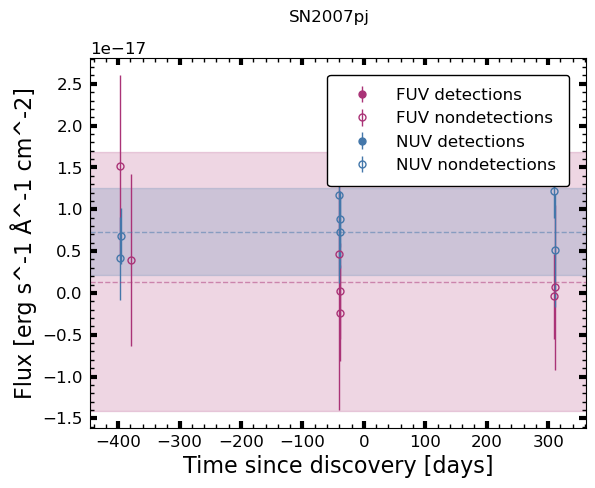 SN2007pj
1e−17
FUV detections
FUV nondetections
NUV detections
NUV nondetections
2.5
2.0
1.5
1.0
0.5
0.0
−0.5
−1.0
−1.5
Flux [erg s^-1 Å^-1 cm^-2]
−400 −300 −200 −100 0 100 200 300
Time since discovery [days]